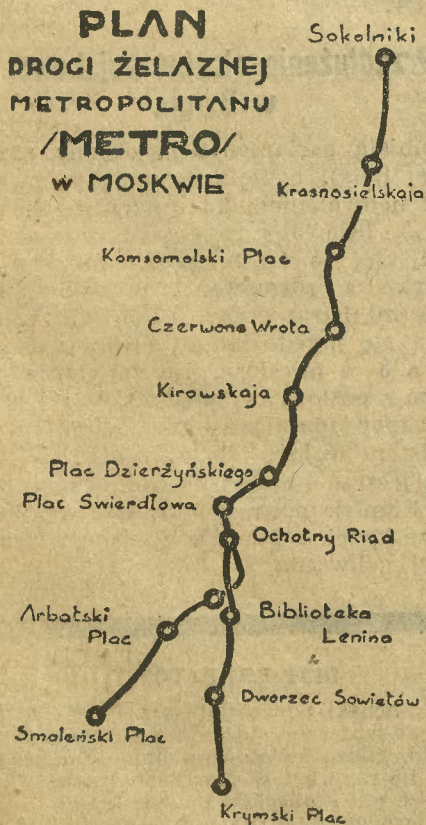 PLAN
DROGI ŻELAZNEJ
METROPOLITANU
/METRO/
w MOSKWIE
Sokolniki
Krasnosielskaja
Komsomolski Plac
Czerwone Wrota
Kirowskaja
Plac Dzierżyńskiego
Plac Swierdłowa
Ochotny Riad
Arbatski
Plac
Biblioteka
Lenina
Dworzec Sowietów
Smoleński Plac
Krymski Plac